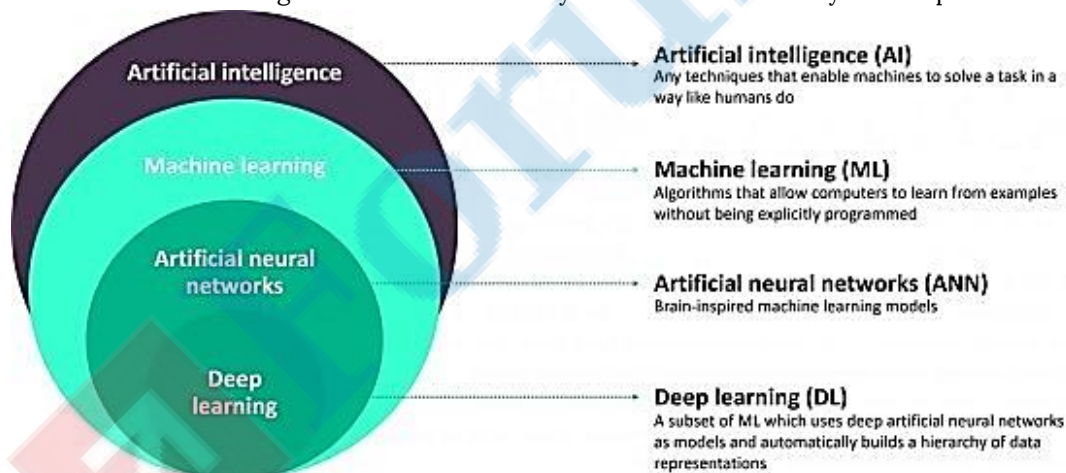 Artificial intelligence
Machine learning
Artificial neural
networks
Deep
learning
Artificial intelligence (AI)
Any techniques that enable machines to solve a task in a
way like humans do
Machine learning (ML)
Algorithms that allow computers to learn from examples
without being explicitly programmed
Artificial neural networks (ANN)
Brain-inspired machine learning models
Deep learning (DL)
A subset of ML which uses deep artificial neural networks
as models and automatically builds a hierarchy of data
representations